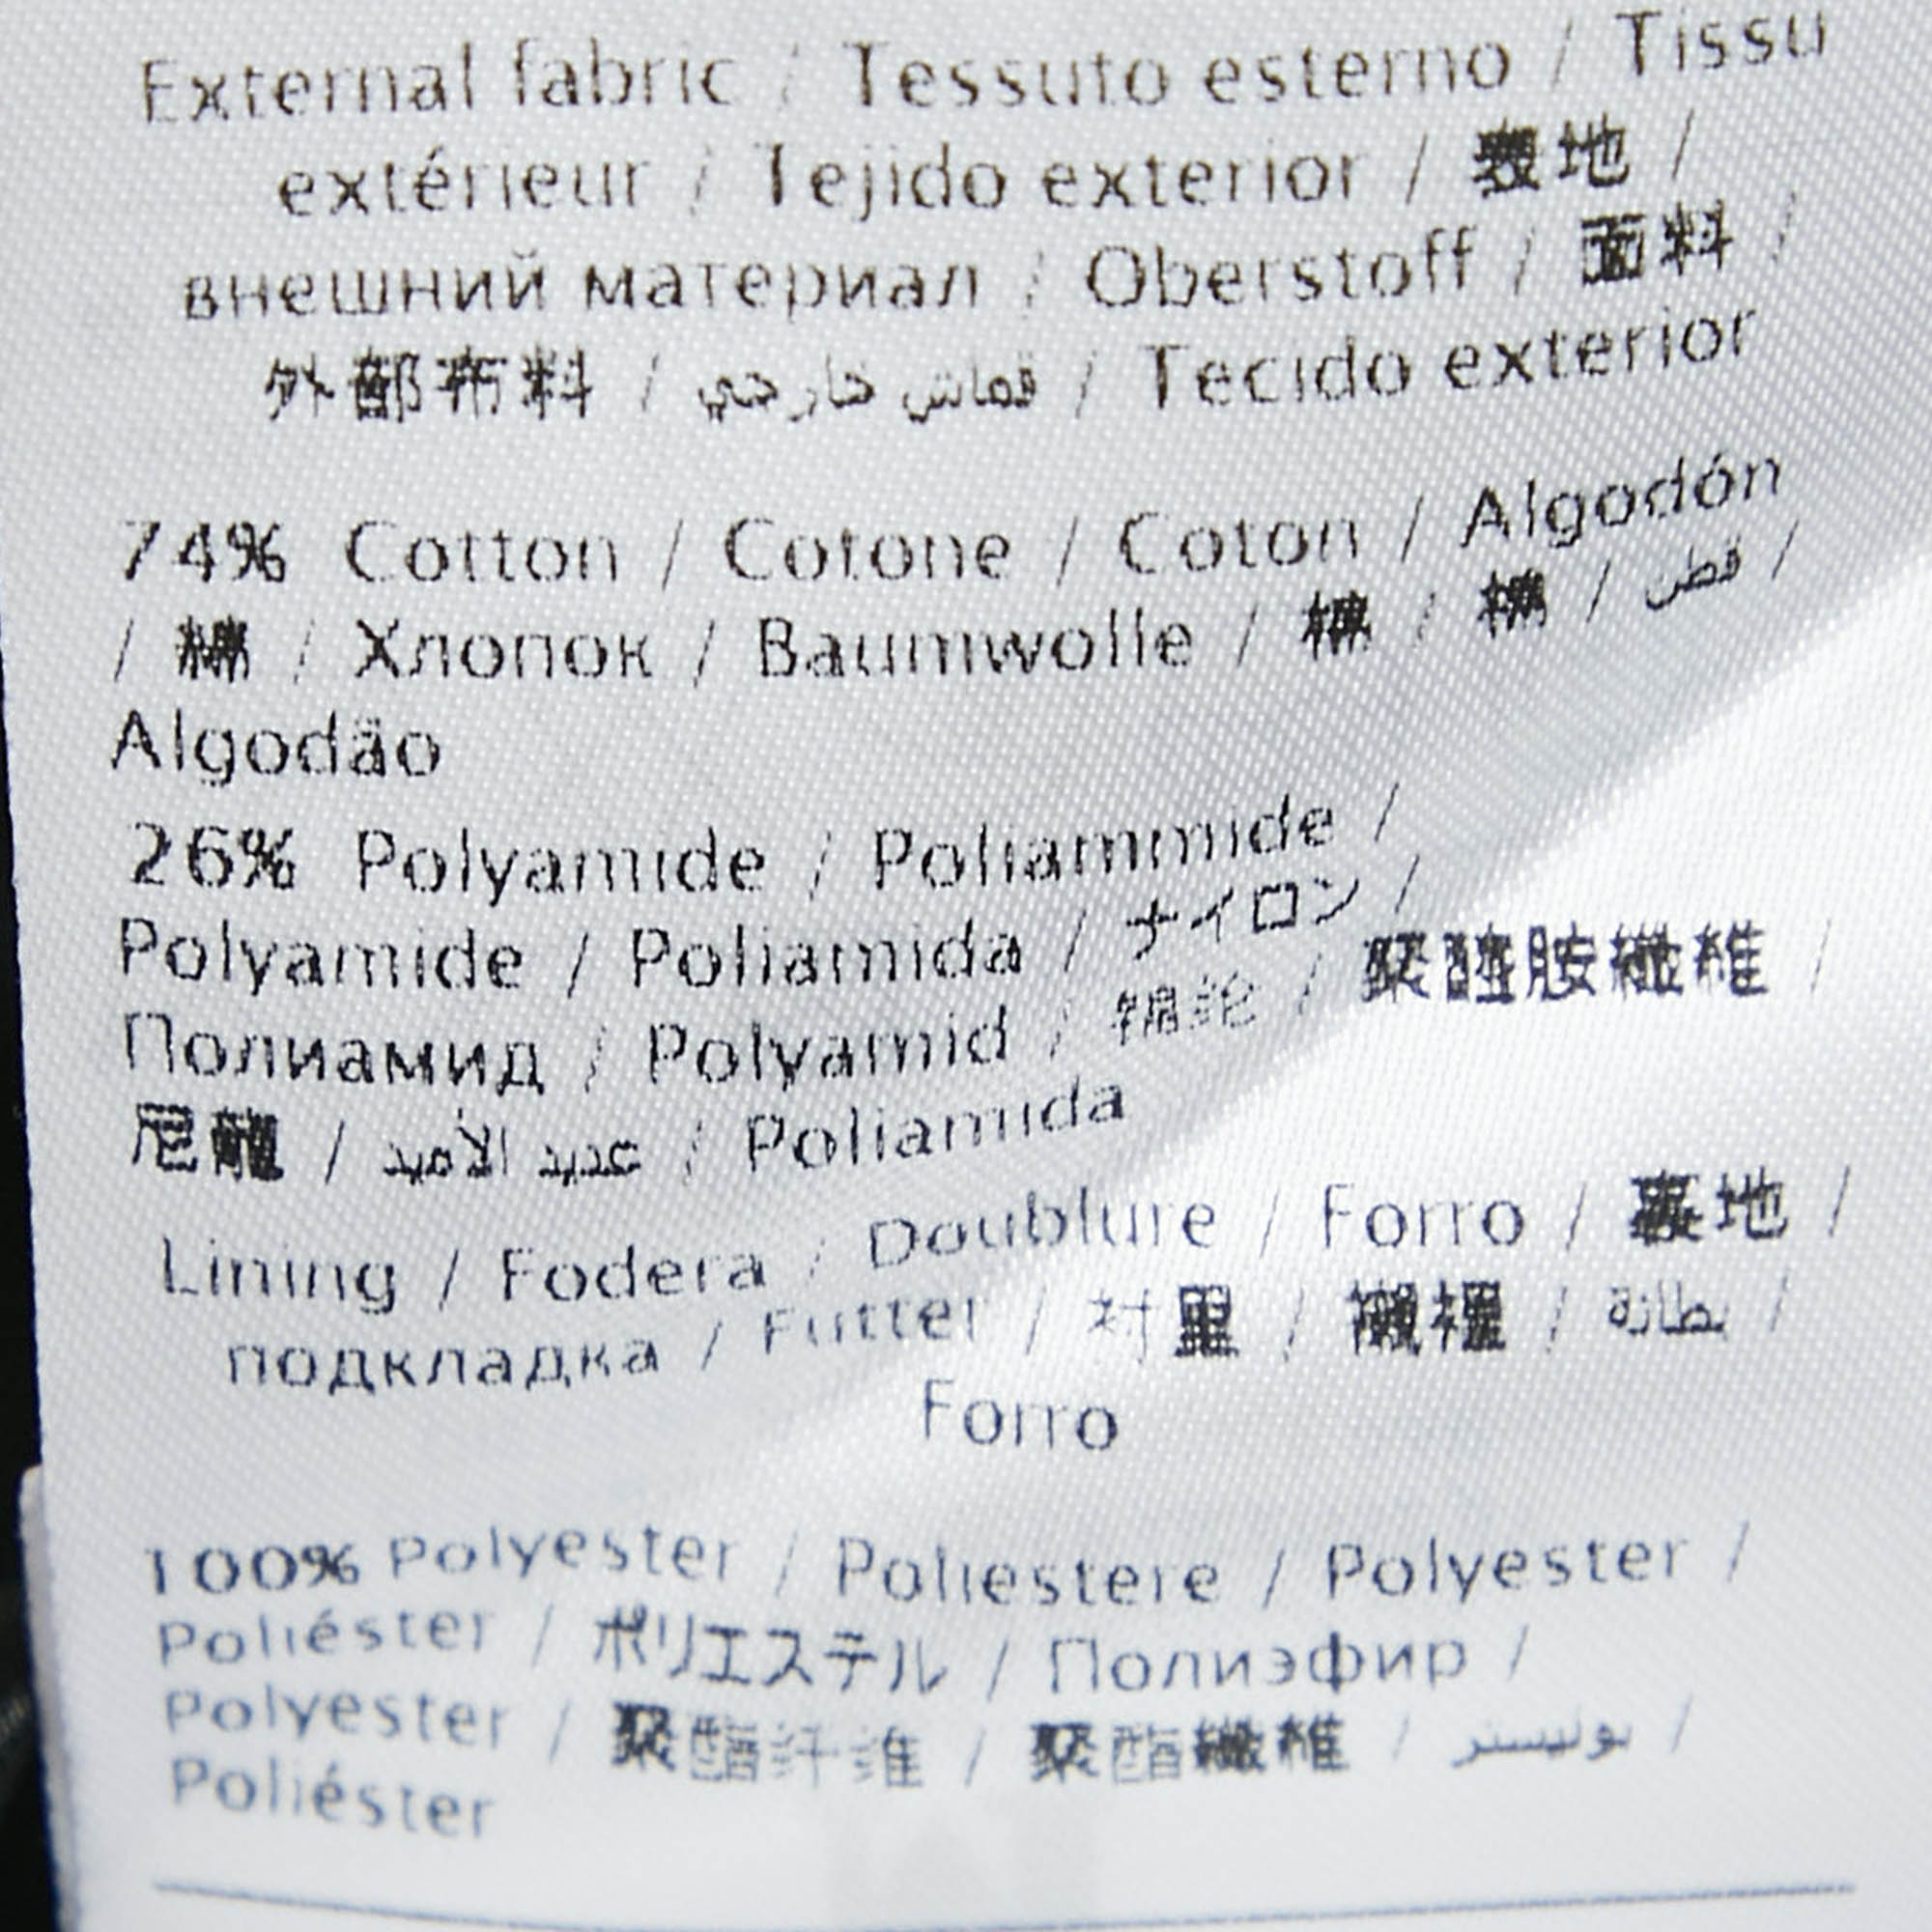 External fabric / Tessuto esterno / Tissu
extérieur / Tejido exterior / 表地 /
внешний материал / Oberstoff / 面料 /
外部布料 / قماش خارجي / Tecido exterior
74% Cotton / Cotone / Coton / Algodón
/ 綿 / Хлопок / Baumwolle / 棉 / 棉 / قطن /
Algodão
26% Polyamide / Poliammide /
Polyamide / Poliamida / ナイロン /
Полиамид / Polyamid / 锦纶 / 聚醯胺纖維 /
尼龍 / عديد الأميد / Poliamida
Lining / Fodera / Doublure / Forro / 裏地 /
подкладка / Futter / 衬里 / 襯裡 / بطانة /
Forro
100% Polyester / Poliestere / Polyester /
Poliéster / ポリエステル / Полиэфир /
Polyester / 聚酯纤维 / 聚酯纖維 / بوليستر /
Poliéster